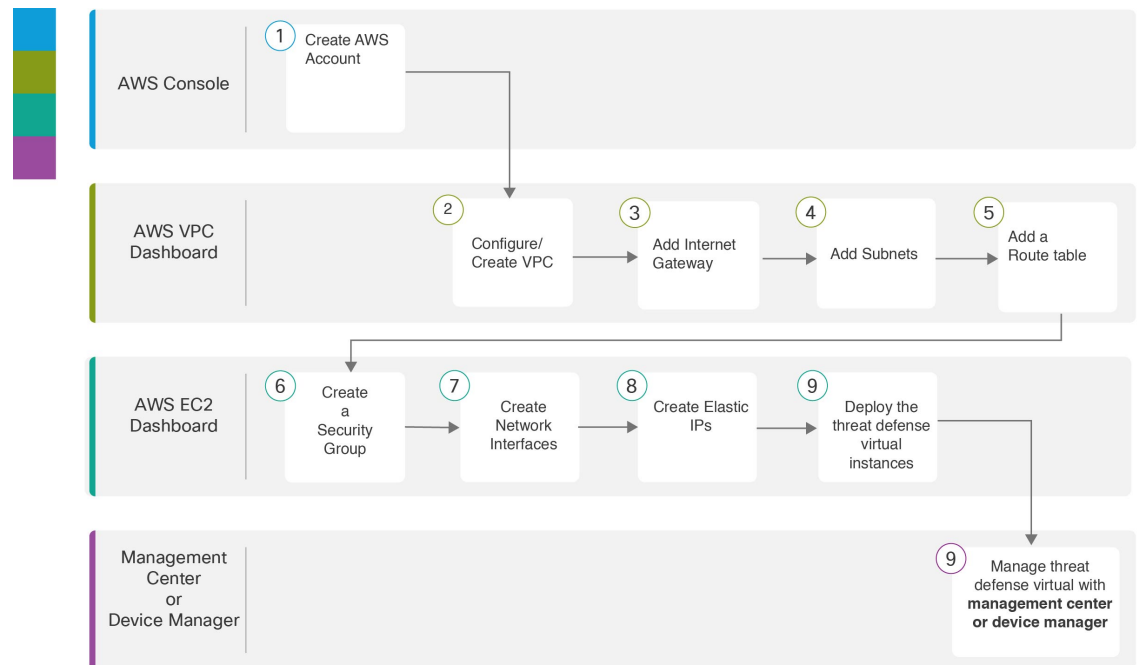 AWS Console
1
Create AWS
Account
AWS VPC
Dashboard
2
Configure/
Create VPC
3
Add Internet
Gateway
4
Add Subnets
5
Add a
Route table
AWS EC2
Dashboard
6
Create
a
Security
Group
7
Create
Network
Interfaces
8
Create Elastic
IPs
9
Deploy the
threat defense
virtual
instances
Management
Center
or
Device Manager
9
Manage threat
defense virtual with
management center
or device manager